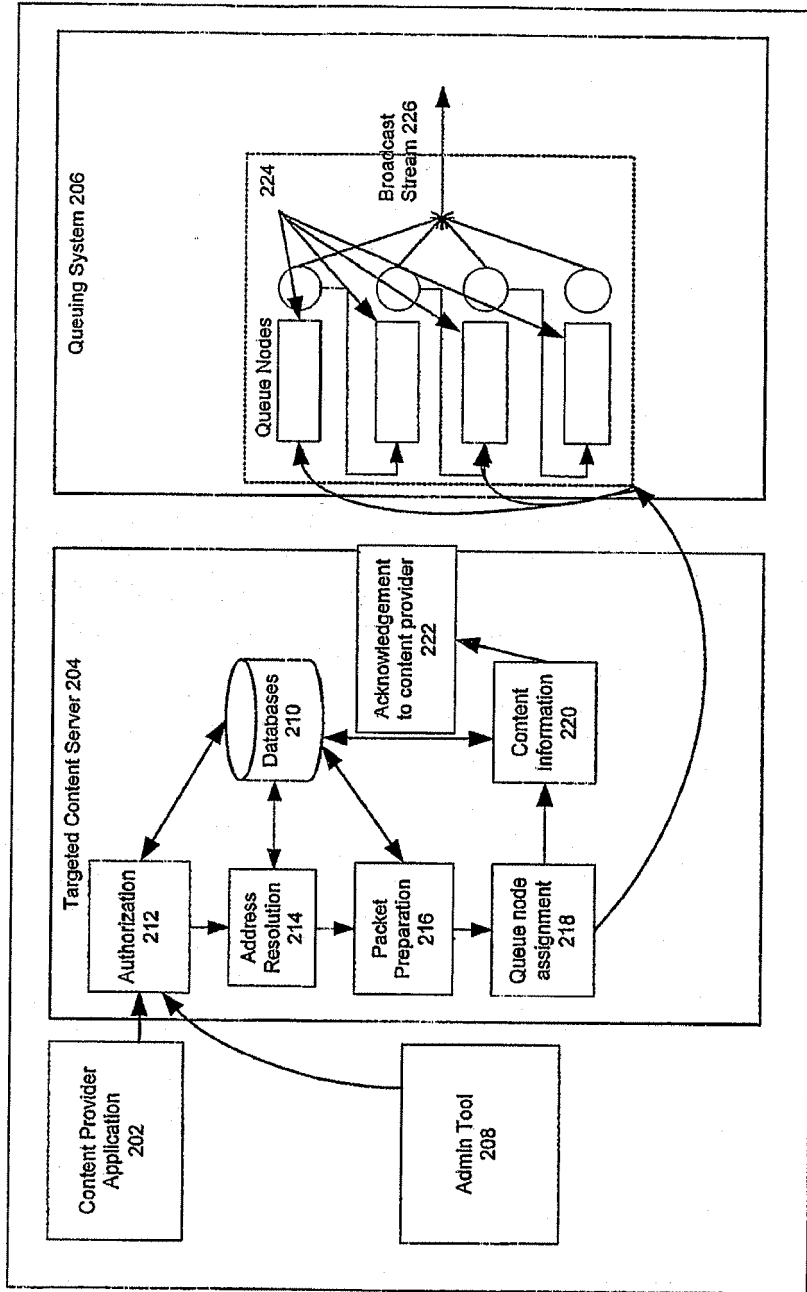 Content Provider
Application
202
Admin Tool
208
Targeted Content Server 204
Authorization
212
Address
Resolution
214
Packet
Preparation
216
Queue node
assignment
218
Databases
210
Acknowledgement
to content provider
222
Content
Information
220
Queuing System 206
Queue Nodes
224
Broadcast
Stream 226